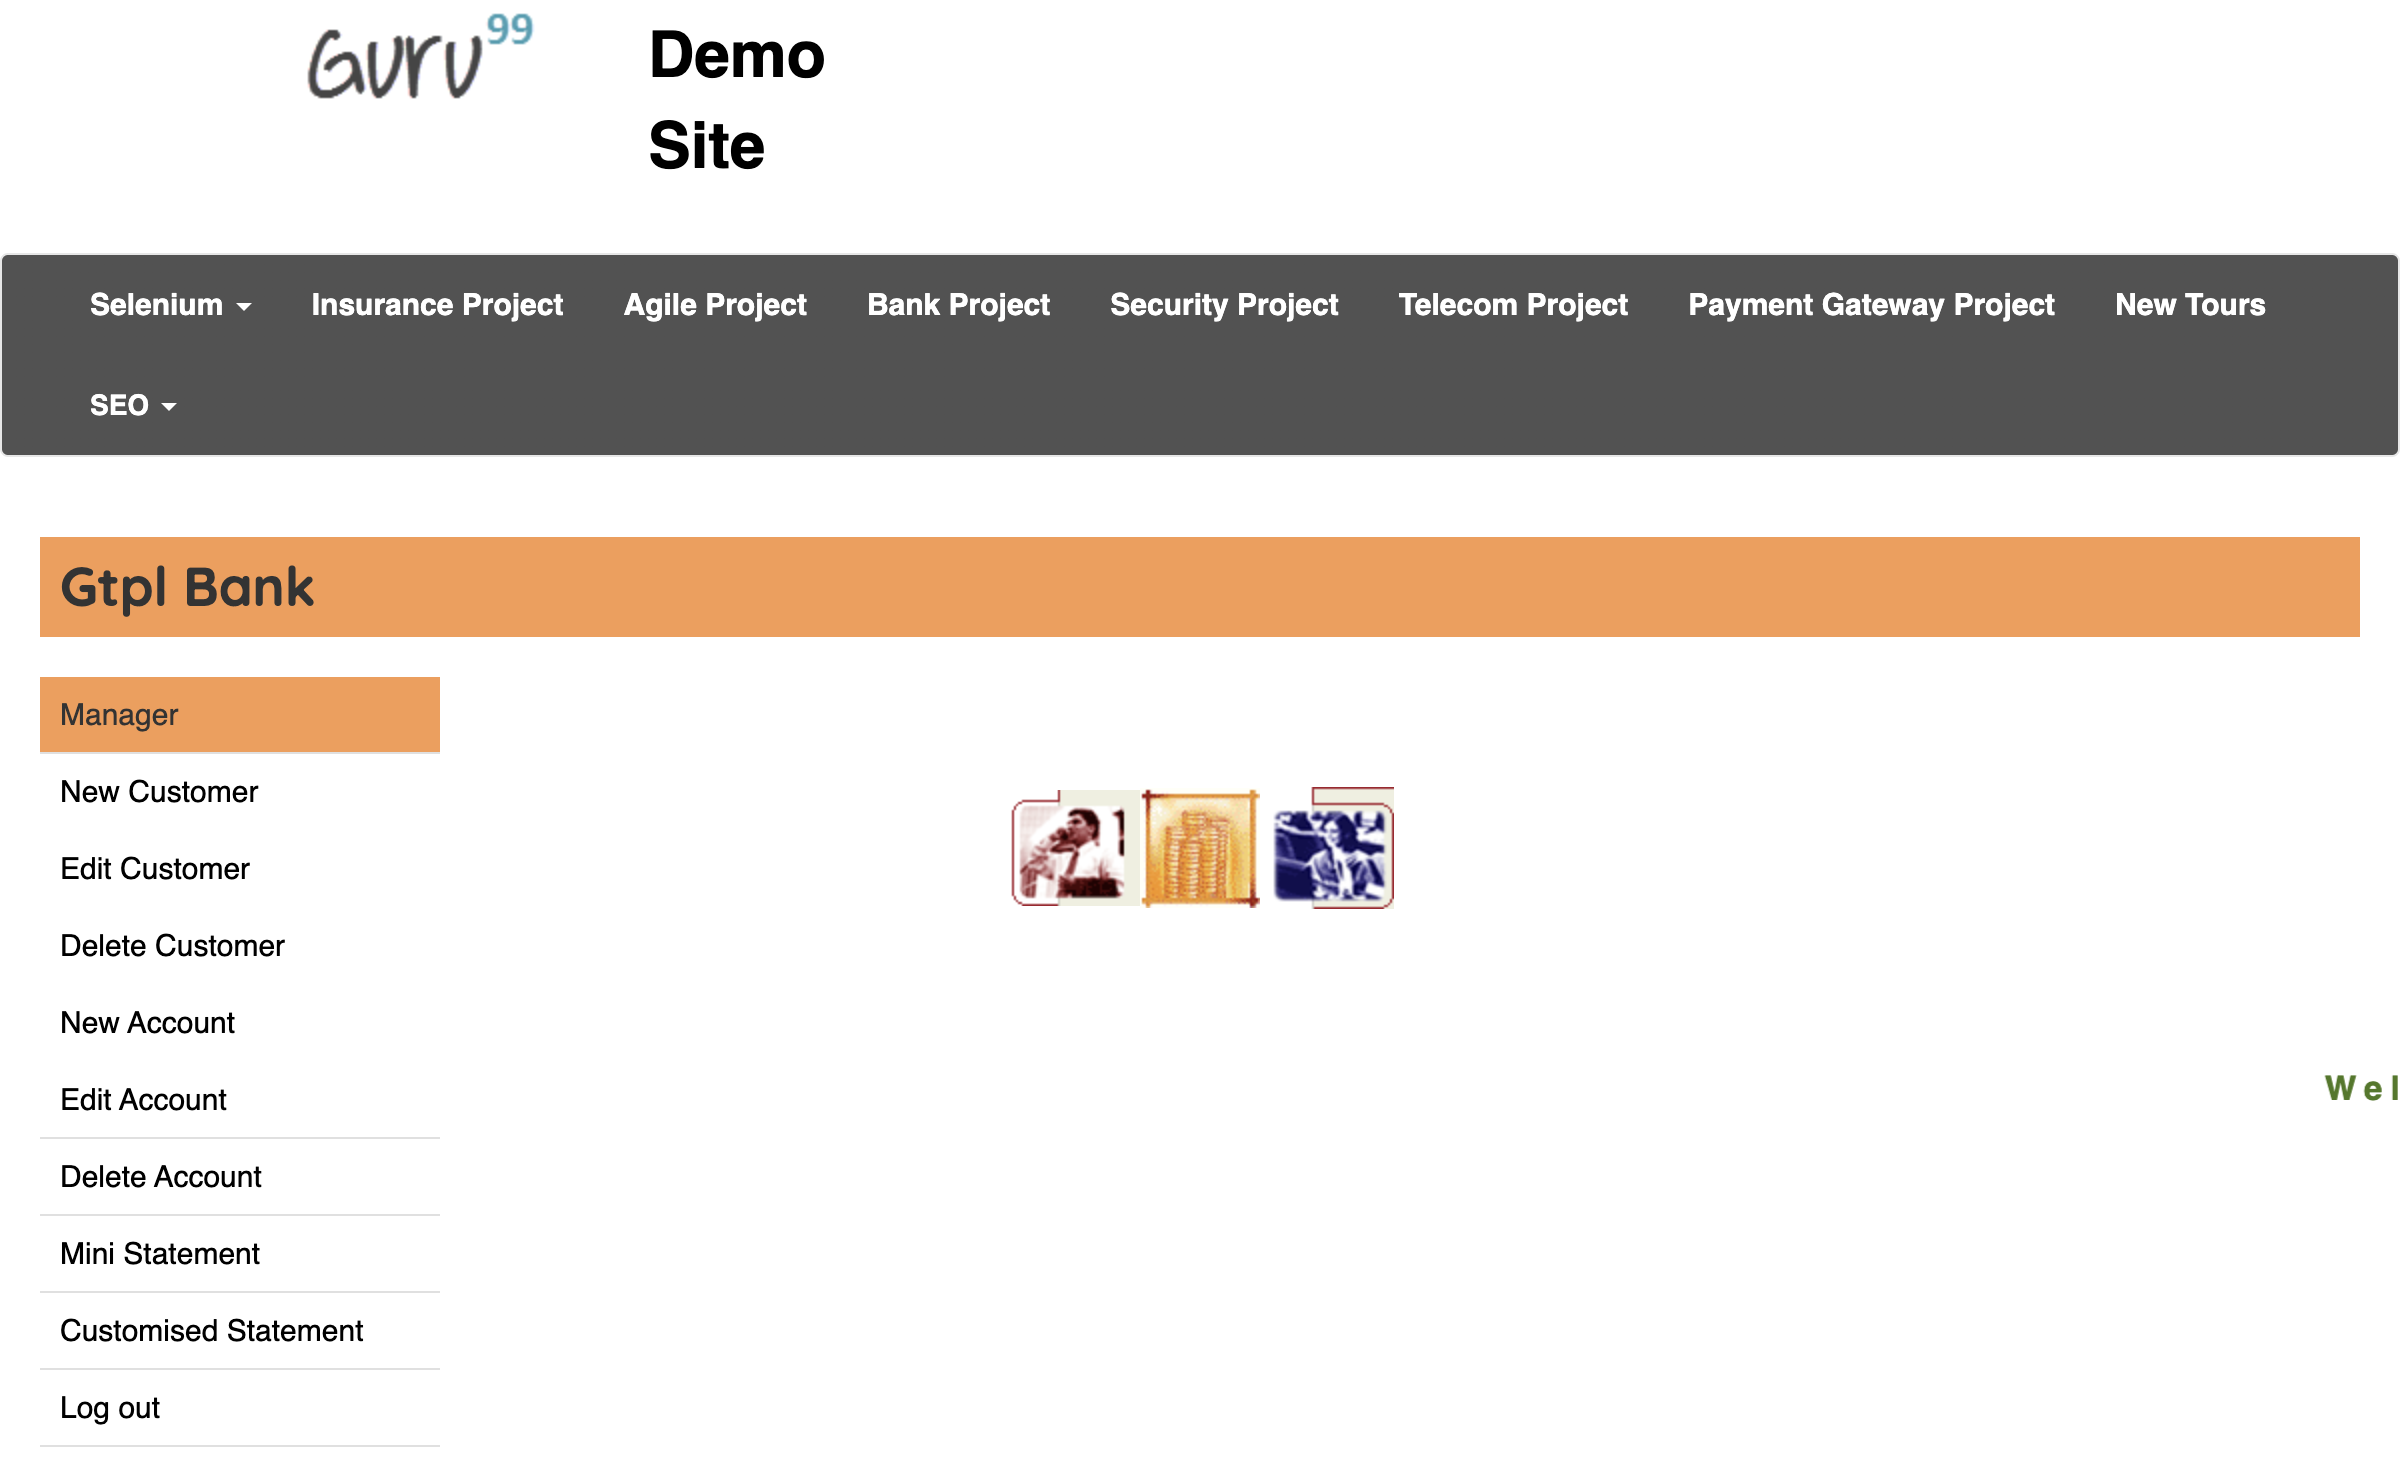 Guru99
Demo
Site
Selenium Insurance Project Agile Project Bank Project Security Project Telecom Project Payment Gateway Project New Tours
SEO
Gtpl Bank
Manager
New Customer
Edit Customer
Delete Customer
New Account
Edit Account
Wel
Delete Account
Mini Statement
Customised Statement
Log out